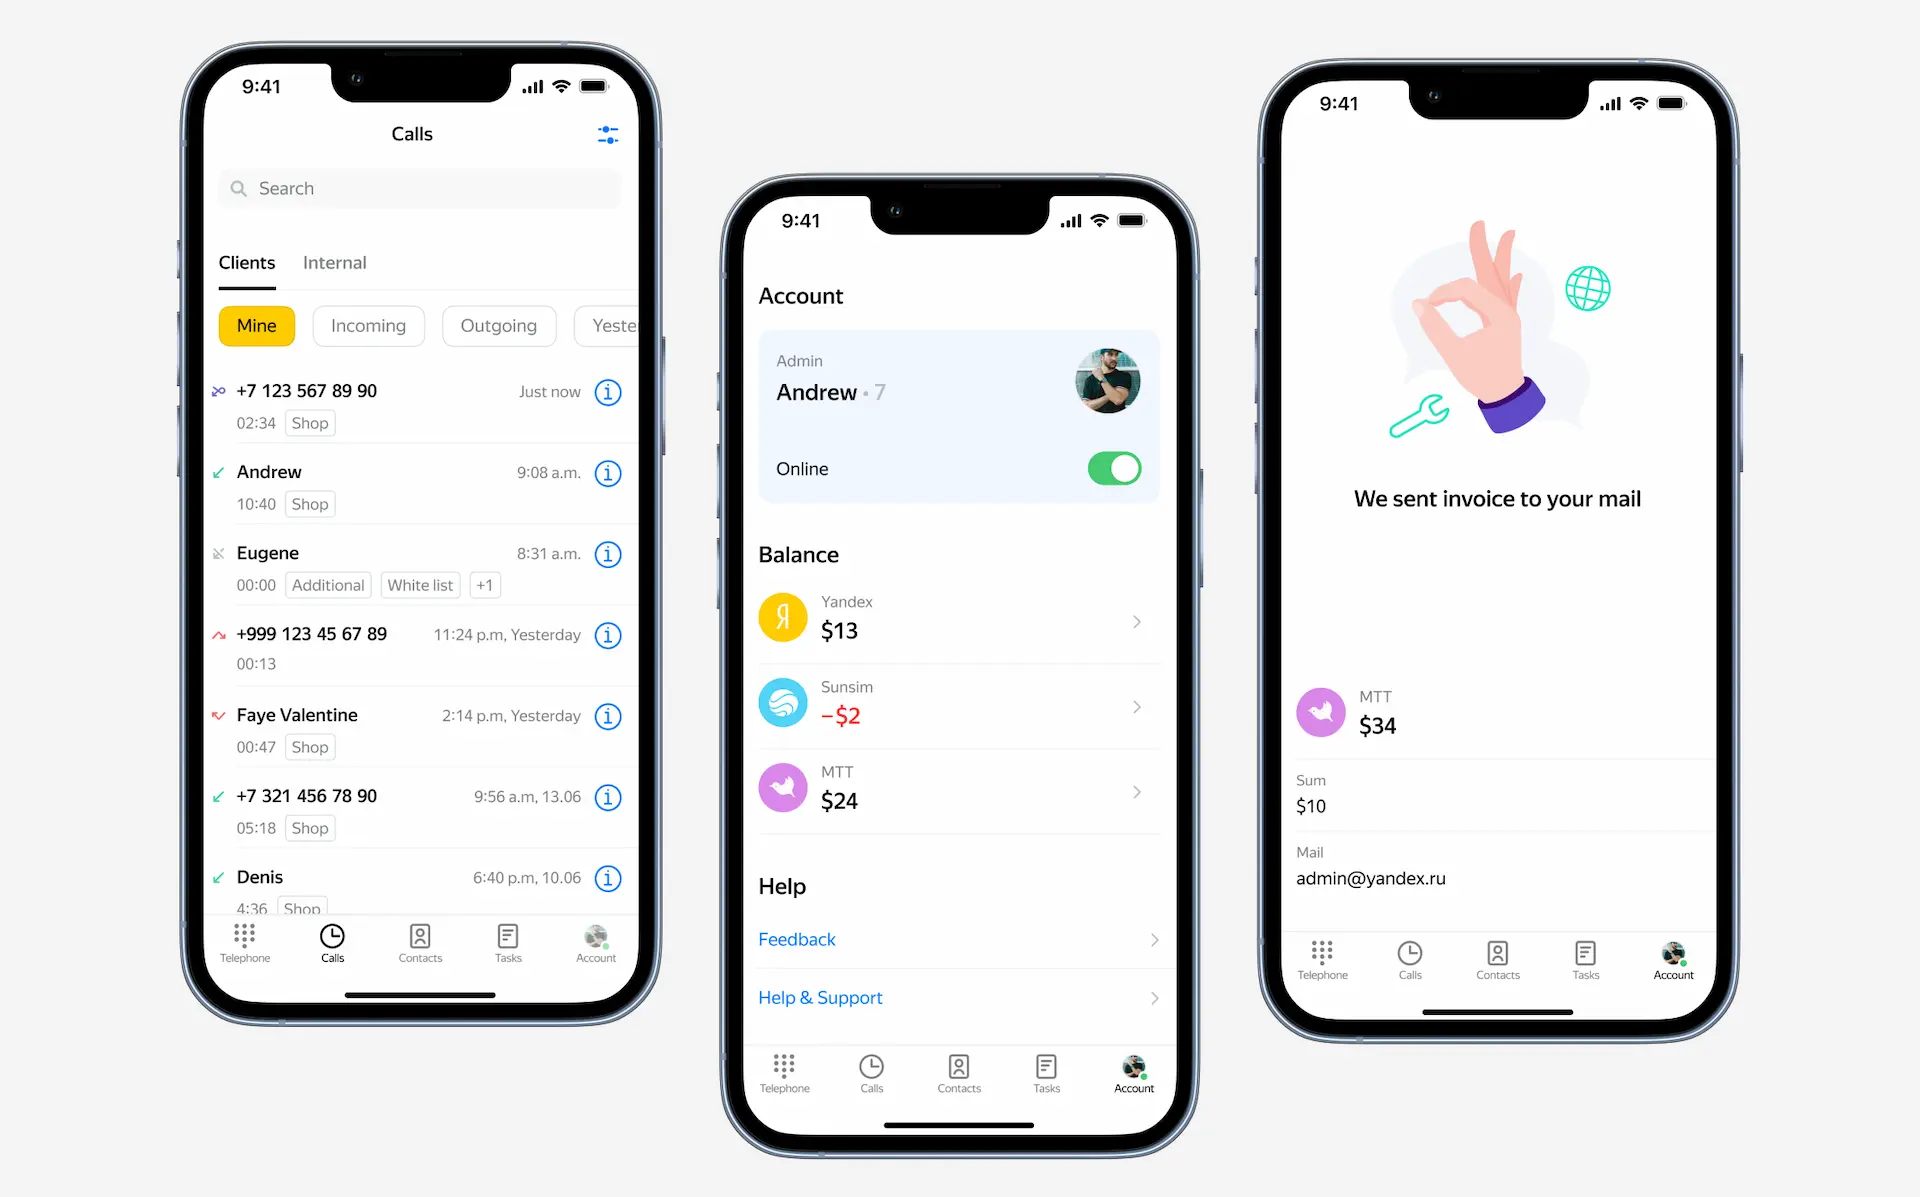 9:41
Calls
Search
Clients Internal
Mine Incoming Outgoing Yeste
+7 123 567 89 90 Just now
02:34 Shop
Andrew 9:08 a.m.
10:40 Shop
Eugene 8:31 a.m.
00:00 Additional White list +1
+999 123 45 67 89 11:24 p.m, Yesterday
00:13
Faye Valentine 2:14 p.m, Yesterday
00:47 Shop
+7 321 456 78 90 9:56 a.m, 13.06
05:18 Shop
Denis 6:40 p.m, 10.06
4:36 Shop
Telephone Calls Contacts Tasks Account
9:41
Account
Admin
Andrew • 7
Online
Balance
Я
Yandex
$13
Sunsim
–$2
MTT
$24
Help
Feedback
Help & Support
Telephone Calls Contacts Tasks Account
9:41
We sent invoice to your mail
MTT
$34
Sum
$10
Mail
admin@yandex.ru
Telephone Calls Contacts Tasks Account